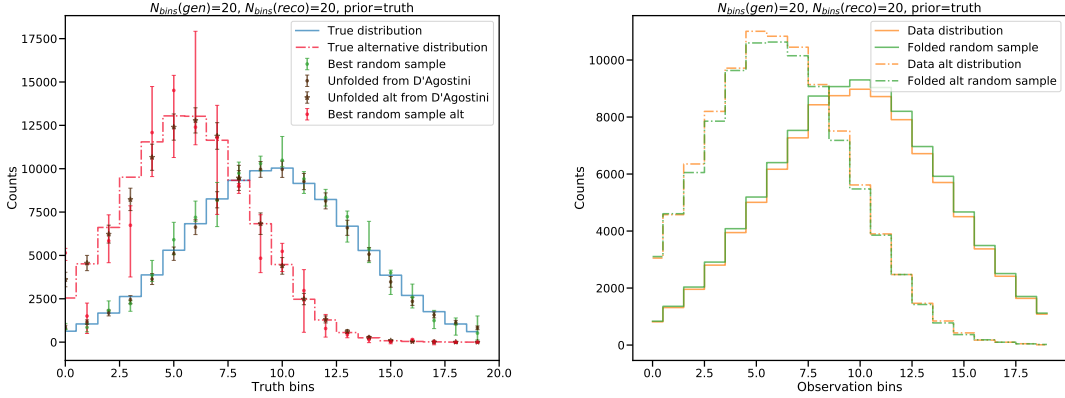 N_bins(gen)=20, N_bins(reco)=20, prior=truth
17500
15000
12500
10000
7500
5000
2500
0
Counts
True distribution
True alternative distribution
Best random sample
Unfolded from D'Agostini
Unfolded alt from D'Agostini
Best random sample alt
0.0 2.5 5.0 7.5 10.0 12.5 15.0 17.5 20.0
Truth bins
N_bins(gen)=20, N_bins(reco)=20, prior=truth
10000
8000
6000
4000
2000
0
Counts
Data distribution
Folded random sample
Data alt distribution
Folded alt random sample
0.0 2.5 5.0 7.5 10.0 12.5 15.0 17.5
Observation bins